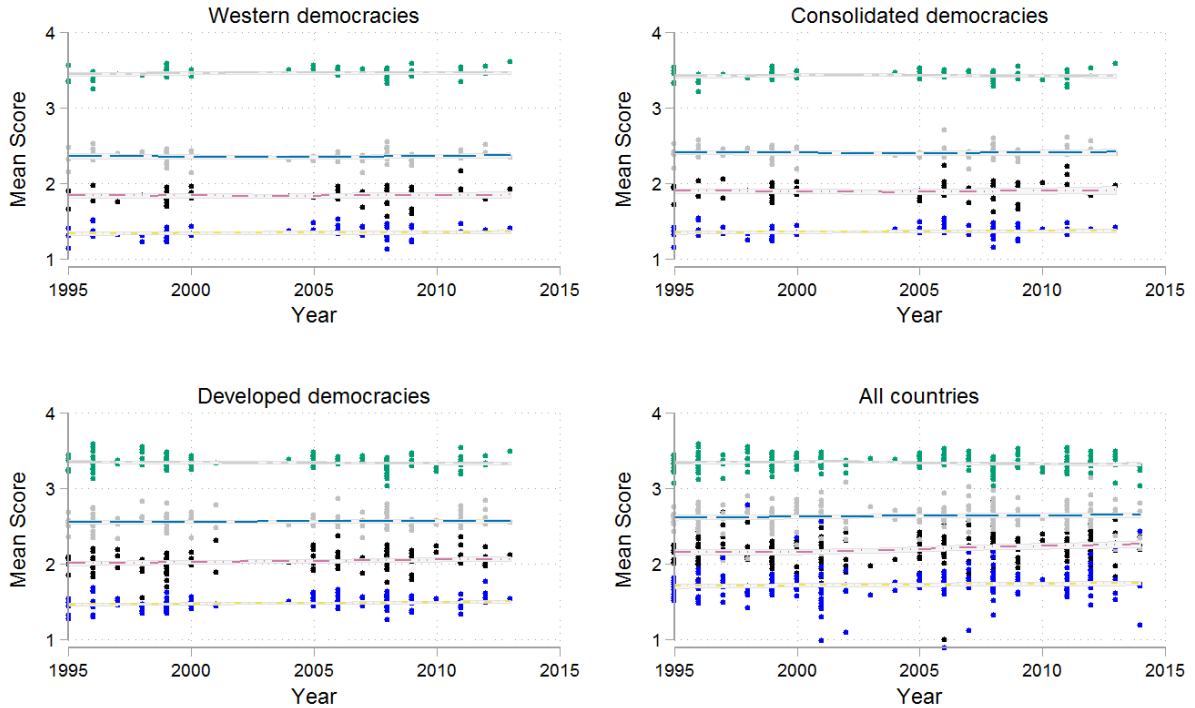 Western democracies
4
3
2
1
Mean Score
1995 2000 2005 2010 2015
Year
Consolidated democracies
4
3
2
1
Mean Score
1995 2000 2005 2010 2015
Year
Developed democracies
4
3
2
1
Mean Score
1995 2000 2005 2010 2015
Year
All countries
4
3
2
1
Mean Score
1995 2000 2005 2010 2015
Year